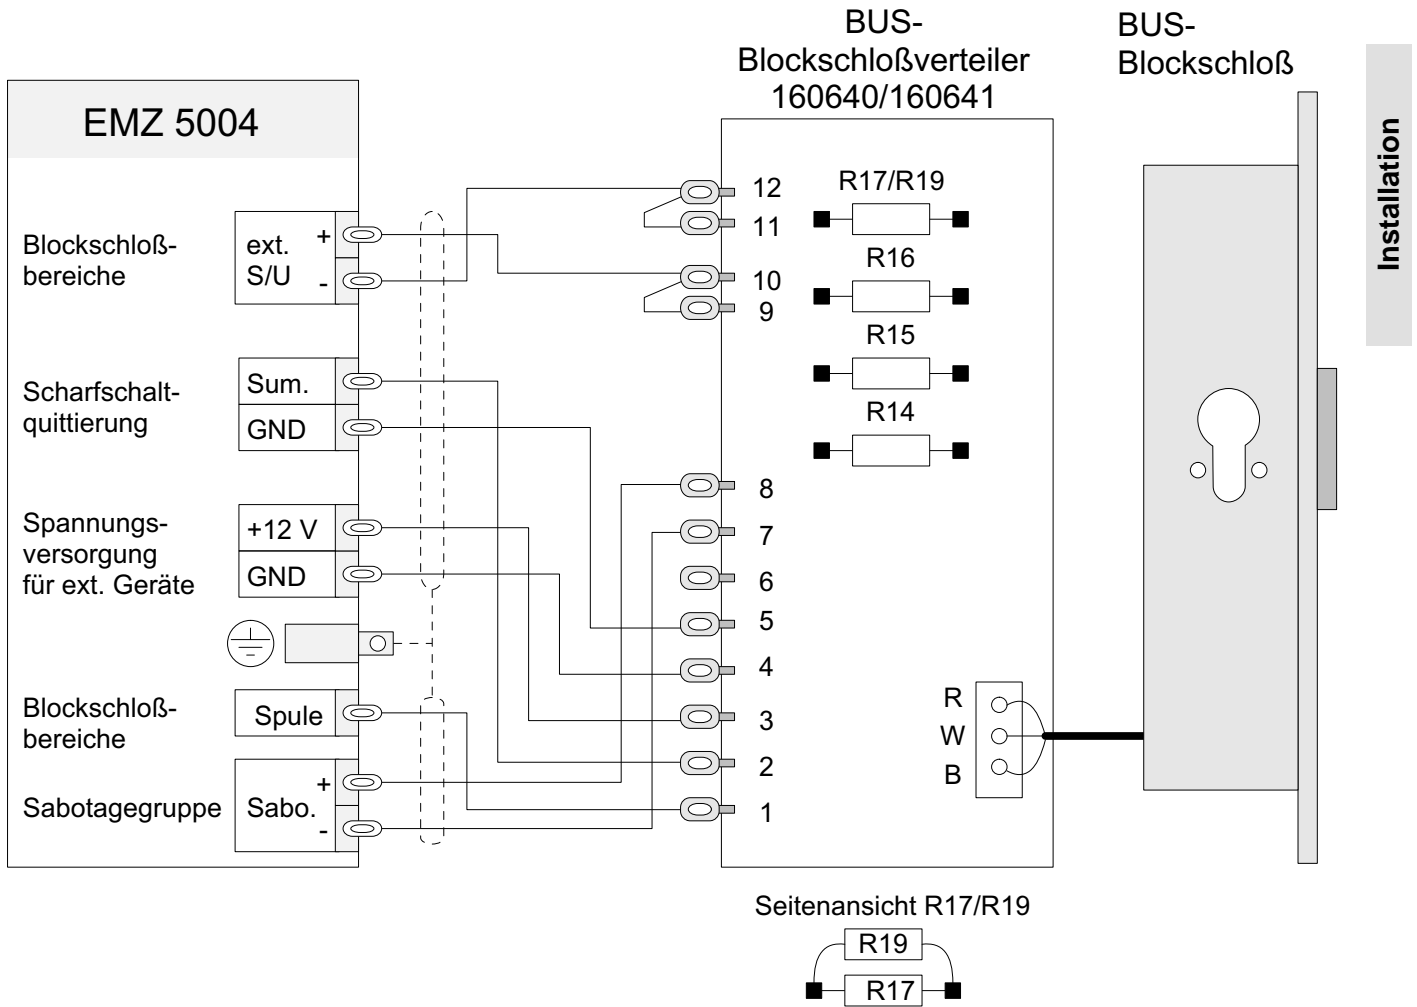 BUS-
Blockschloßverteiler
160640/160641
BUS-
Blockschloß
Installation
EMZ 5004
Blockschloß-
bereiche
ext.
S/U
+
-
Scharfschalt-
quittierung
Sum.
GND
Spannungs-
versorgung
für ext. Geräte
+12 V
GND
Blockschloß-
bereiche
Spule
Sabotagegruppe
Sabo.
+
-
12
11
10
9
8
7
6
5
4
3
2
1
R17/R19
R16
R15
R14
R
W
B
Seitenansicht R17/R19
R19
R17